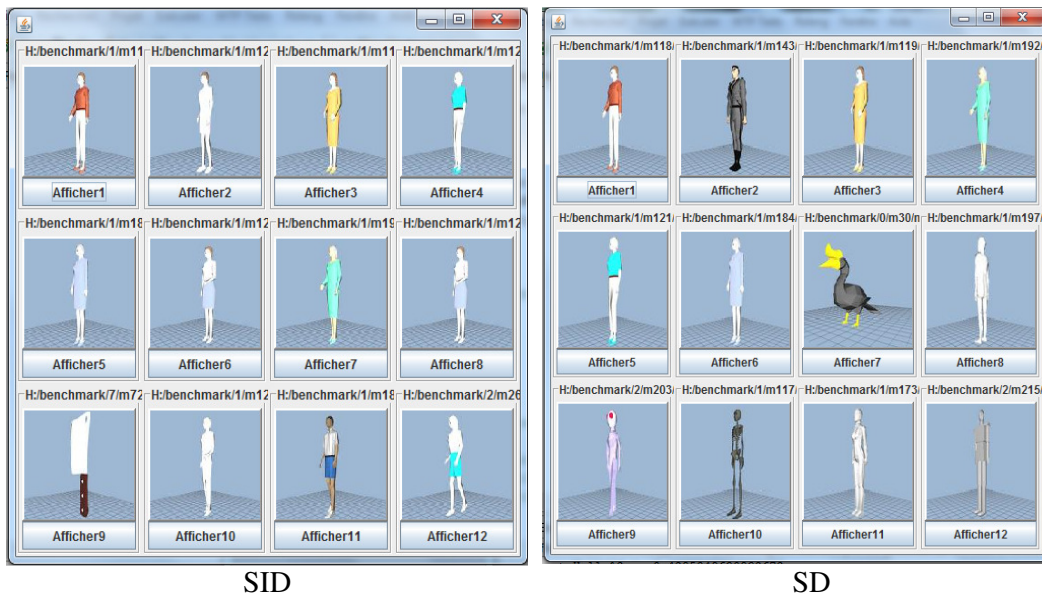 H:/benchmark/1/m11 H:/benchmark/1/m12 H:/benchmark/1/m11 H:/benchmark/1/m12
Afficher1 Afficher2 Afficher3 Afficher4
H:/benchmark/1/m18 H:/benchmark/1/m12 H:/benchmark/1/m19 H:/benchmark/1/m12
Afficher5 Afficher6 Afficher7 Afficher8
H:/benchmark/7/m72 H:/benchmark/1/m12 H:/benchmark/1/m18 H:/benchmark/2/m26
Afficher9 Afficher10 Afficher11 Afficher12
SID
H:/benchmark/1/m118/ H:/benchmark/1/m143/ H:/benchmark/1/m119/ H:/benchmark/1/m192/
Afficher1 Afficher2 Afficher3 Afficher4
H:/benchmark/1/m121/ H:/benchmark/1/m184/ H:/benchmark/0/m30/ H:/benchmark/1/m197/
Afficher5 Afficher6 Afficher7 Afficher8
H:/benchmark/2/m203/ H:/benchmark/1/m117/ H:/benchmark/1/m173/ H:/benchmark/2/m215/
Afficher9 Afficher10 Afficher11 Afficher12
SD